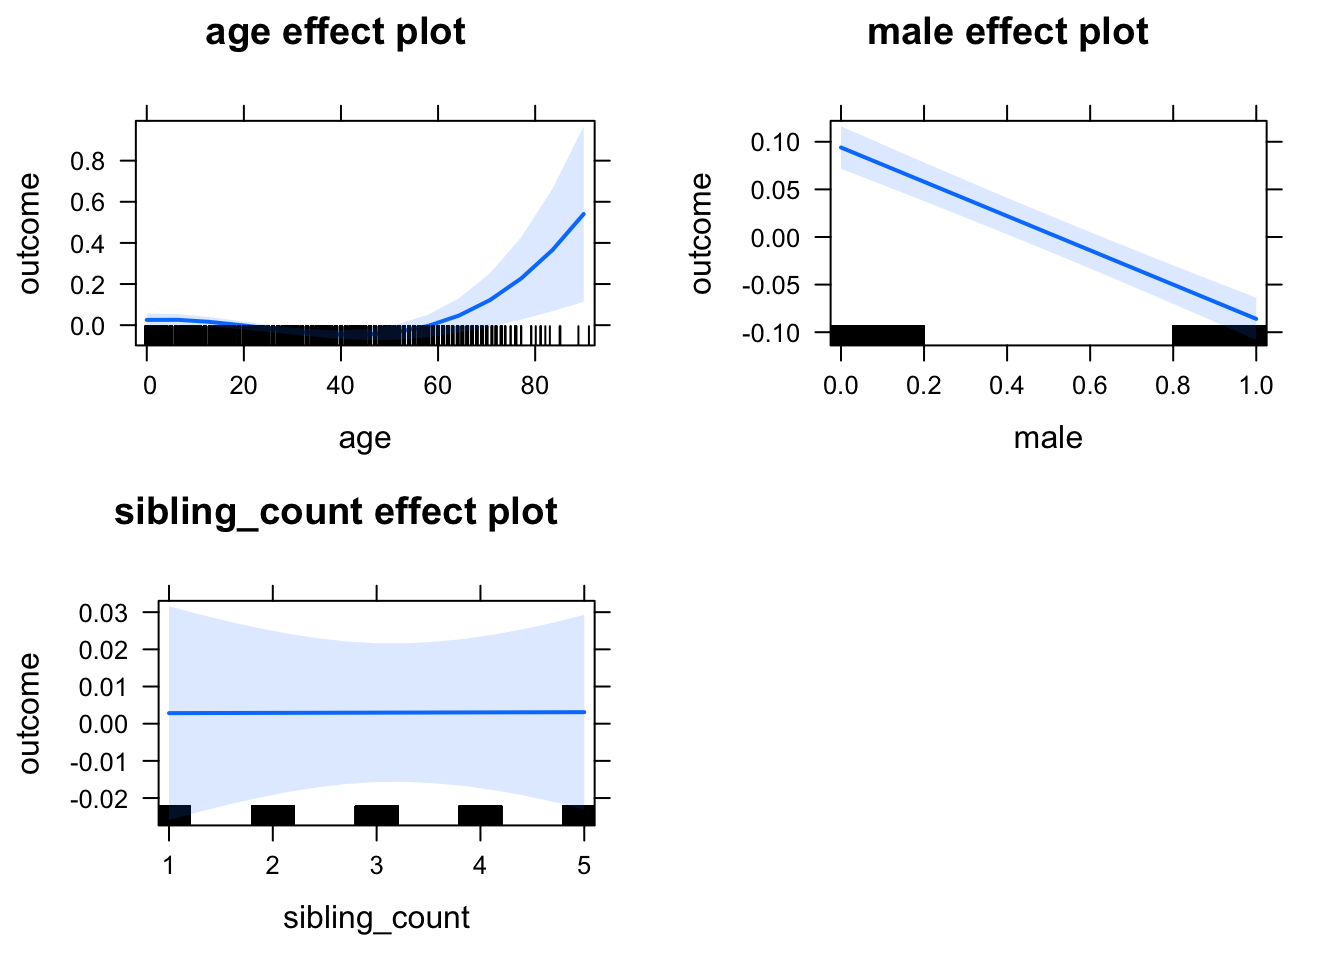 age effect plot
outcome
0.8
0.6
0.4
0.2
0.0
0 20 40 60 80
age
male effect plot
outcome
0.10
0.05
0.00
-0.05
-0.10
0.0 0.2 0.4 0.6 0.8 1.0
male
sibling_count effect plot
outcome
0.03
0.02
0.01
0.00
-0.01
-0.02
1 2 3 4 5
sibling_count